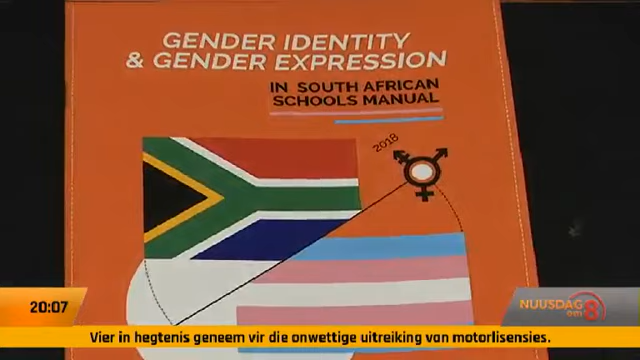 GENDER IDENTITY
& GENDER EXPRESSION
IN SOUTH AFRICAN
SCHOOLS MANUAL
2018
20:07
NUUSDAG
om 8
Vier in hegtenis geneem vir die onwettige uitreiking van motorlisensies.